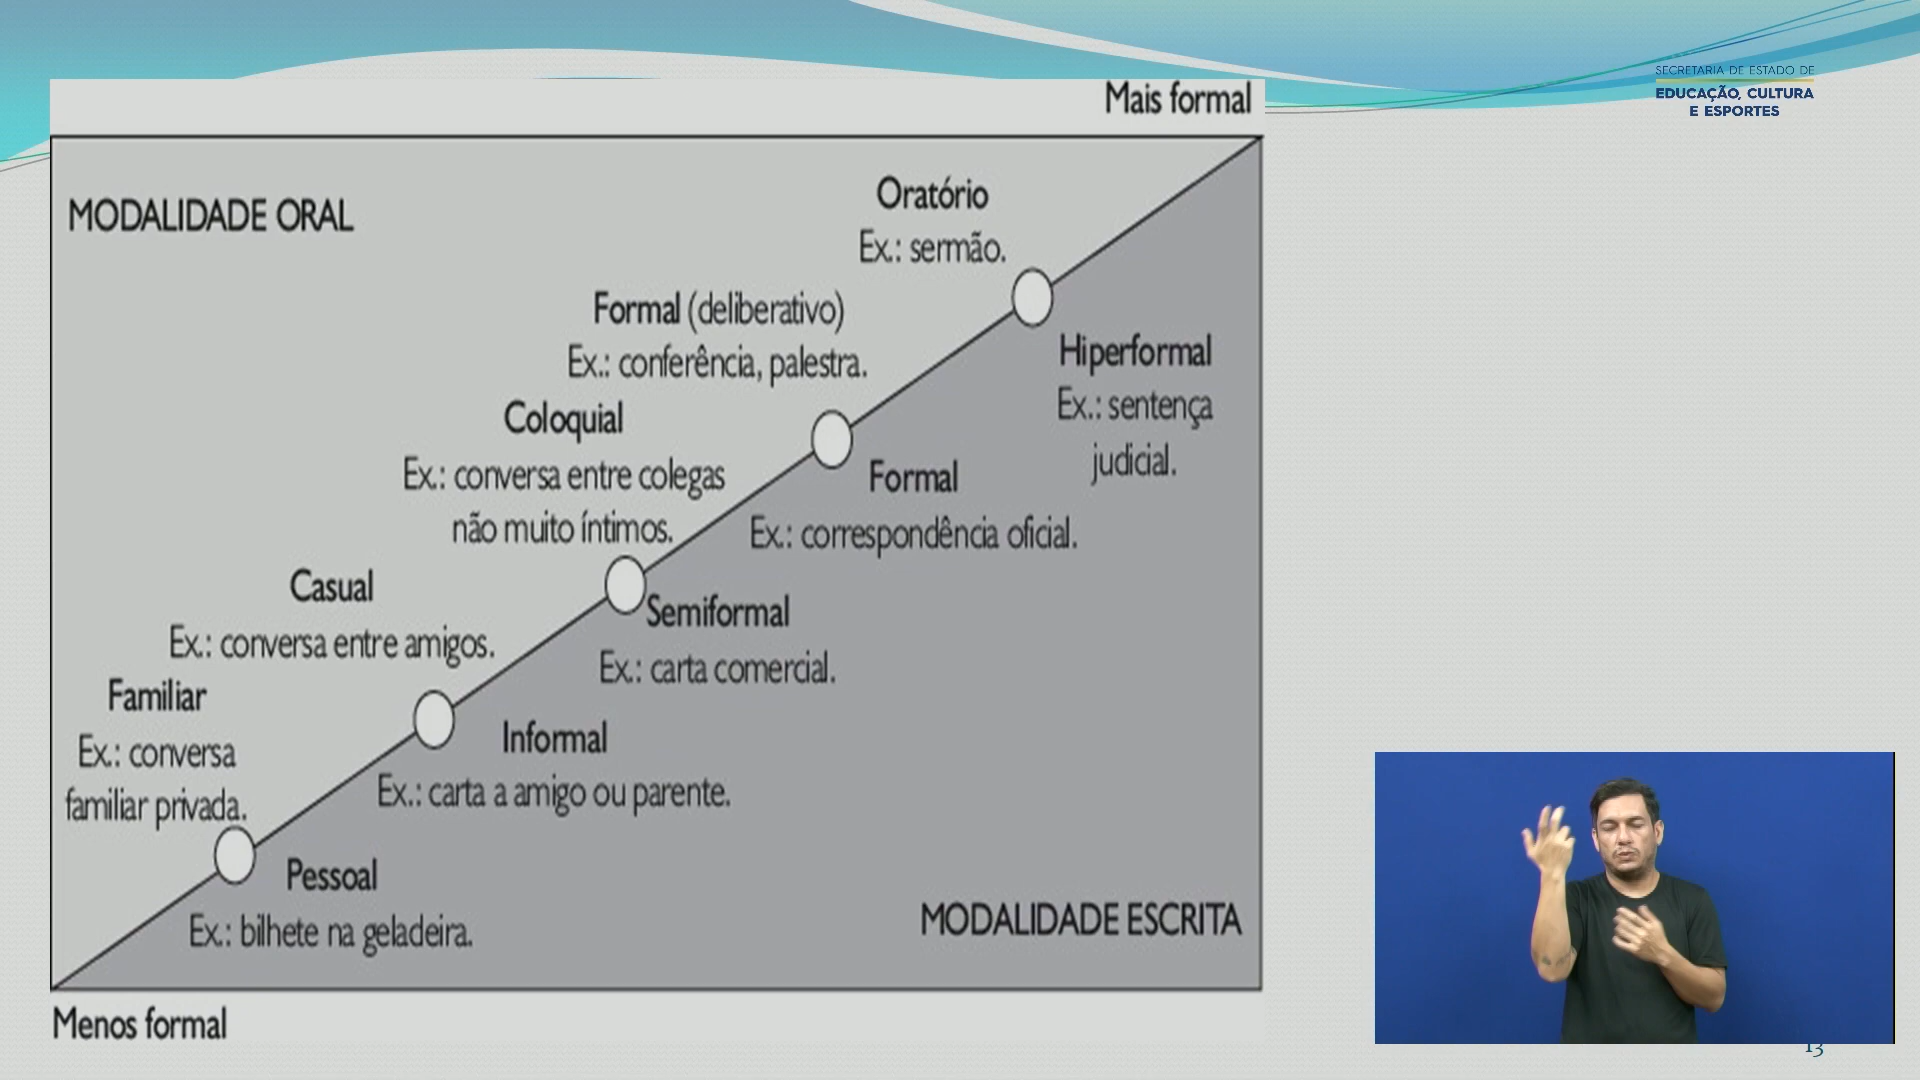 SECRETARIA DE ESTADO DE
EDUCAÇÃO, CULTURA
E ESPORTES
Mais formal
MODALIDADE ORAL
Oratório
Ex.: sermão.
Formal (deliberativo)
Ex.: conferência, palestra.
Hiperformal
Ex.: sentença
judicial.
Coloquial
Ex.: conversa entre colegas
não muito íntimos.
Formal
Ex.: correspondência oficial.
Casual
Ex.: conversa entre amigos.
Semiformal
Ex.: carta comercial.
Familiar
Ex.: conversa
familiar privada.
Informal
Ex.: carta a amigo ou parente.
Pessoal
Ex.: bilhete na geladeira.
MODALIDADE ESCRITA
Menos formal
13